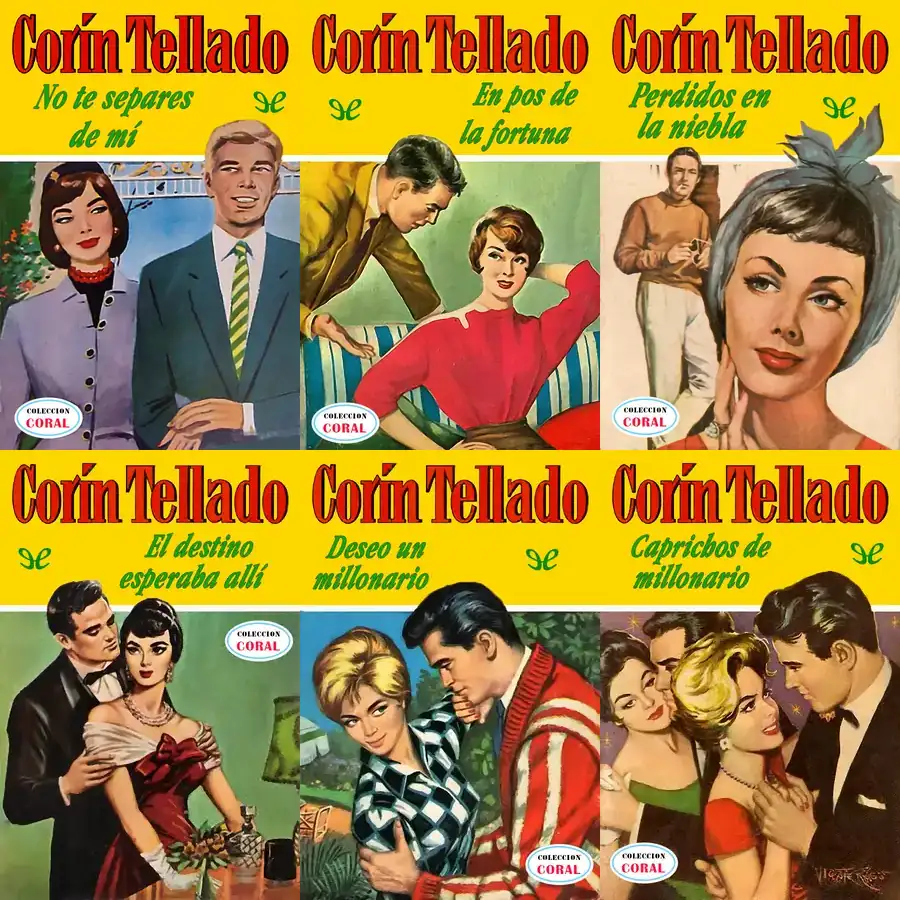 Corín Tellado
No te separes
de mí
COLECCION
CORAL
Corín Tellado
En pos de
la fortuna
COLECCION
CORAL
Corín Tellado
Perdidos en
la niebla
COLECCION
CORAL
Corín Tellado
El destino
esperaba allí
COLECCION
CORAL
Corín Tellado
Deseo un
millonario
COLECCION
CORAL
Corín Tellado
Caprichos de
millonario
COLECCION
CORAL